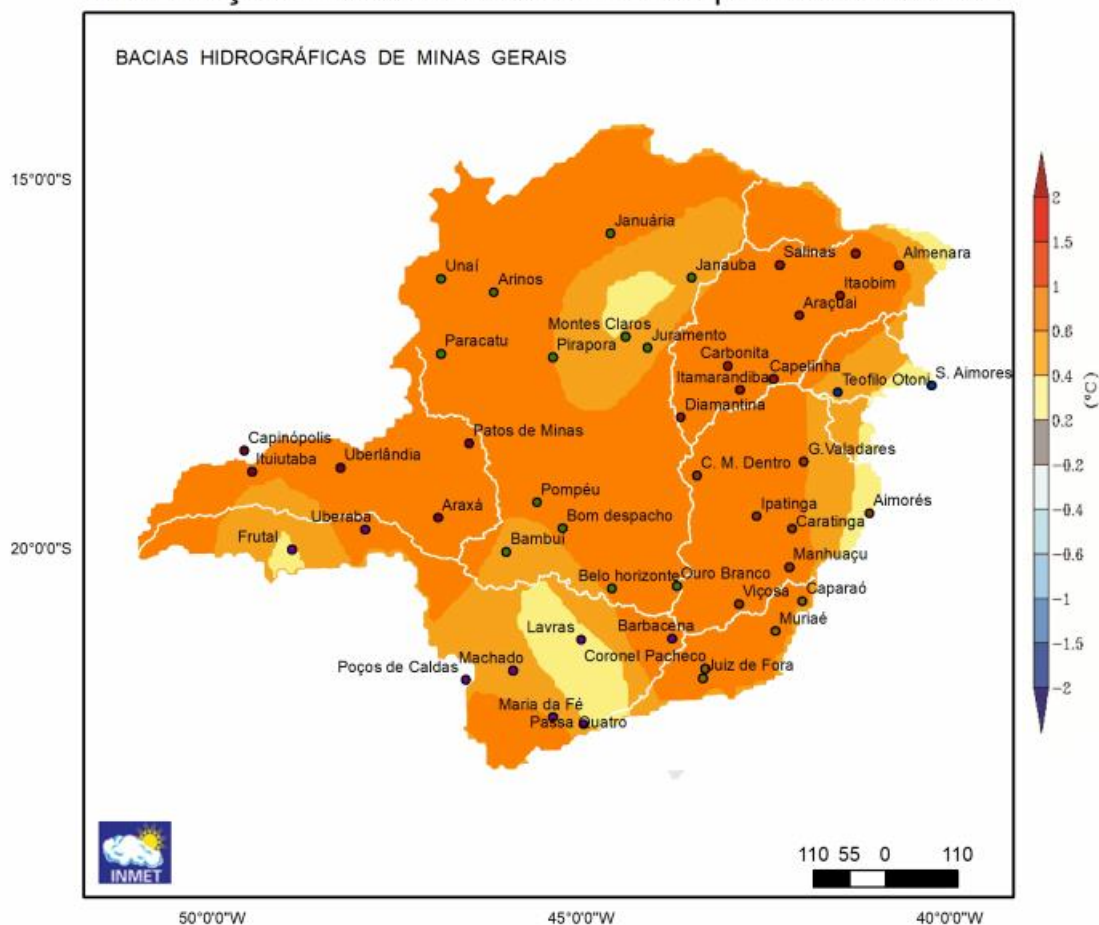 BACIAS HIDROGRÁFICAS DE MINAS GERAIS
15°0'0"S
Januária
Unaí
Arinos
Janauba
Salinas
Almenara
Itaobim
Araçuai
Montes Claros
Juramento
Paracatu
Pirapora
Carbonita
Capelinha
Itamarandiba
Teofilo Otoni
S. Aimores
Diamantina
Capinópolis
Ituiutaba
Uberlândia
Patos de Minas
C. M. Dentro
G.Valadares
Pompéu
Araxá
Uberaba
Bom despacho
Ipatinga
Caratinga
Aimorés
20°0'0"S
Frutal
Bambuí
Manhuaçu
Belo horizonte
Ouro Branco
Viçosa
Caparaó
Muriaé
Lavras
Barbacena
Coronel Pacheco
Juiz de Fora
Machado
Poços de Caldas
Maria da Fé
Passa Quatro
2
1.5
1
0.6
0.4
0.2
-0.2
-0.2
-0.4
-0.6
-1
-1.5
-2
(°C)
INMET
110 55 0 110
50°0'0"W 45°0'0"W 40°0'0"W